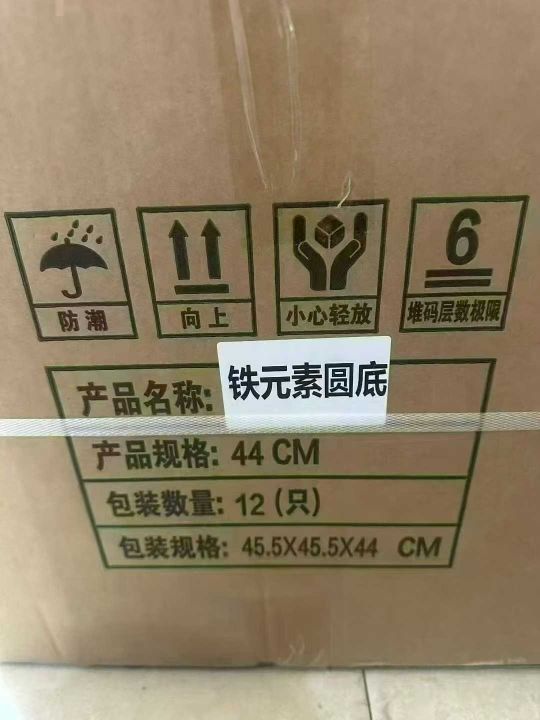 防潮
向上
小心轻放
6
堆码层数极限
产品名称: 铁元素圆底
产品规格: 44 CM
包装数量: 12 (只)
包装规格: 45.5X45.5X44 CM